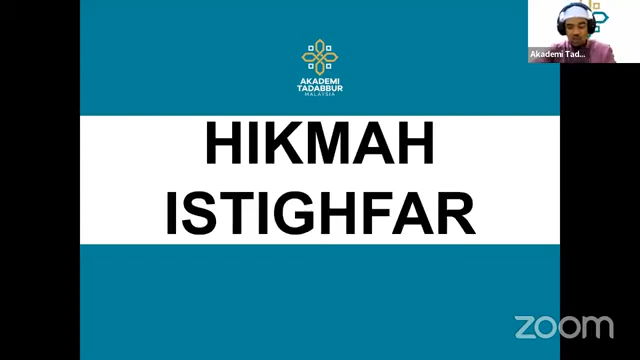 AKADEMI
TADABBUR
MALAYSIA
Akademi Tad...
HIKMAH
ISTIGHFAR
zoom